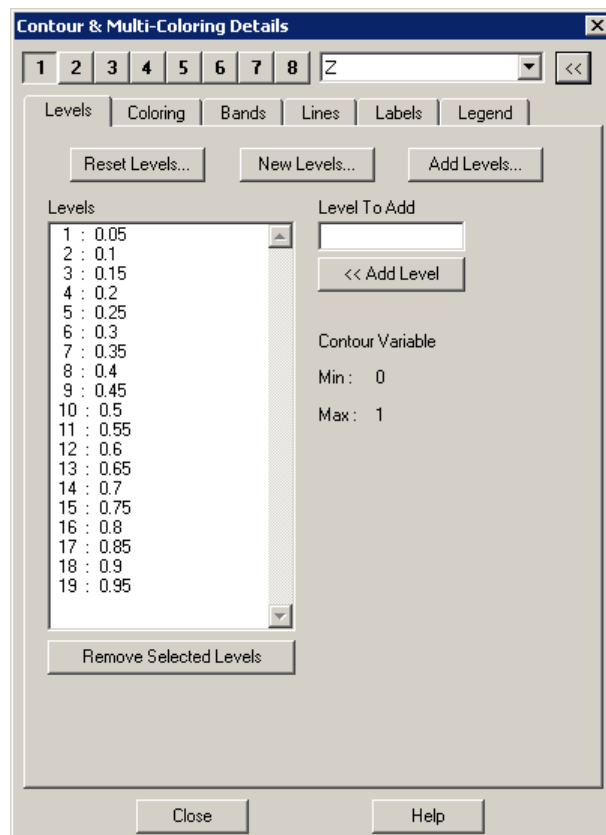 Contour & Multi-Coloring Details
1 2 3 4 5 6 7 8 Z <<
Levels Coloring Bands Lines Labels Legend
Reset Levels... New Levels... Add Levels...
Levels
1 : 0.05
2 : 0.1
3 : 0.15
4 : 0.2
5 : 0.25
6 : 0.3
7 : 0.35
8 : 0.4
9 : 0.45
10 : 0.5
11 : 0.55
12 : 0.6
13 : 0.65
14 : 0.7
15 : 0.75
16 : 0.8
17 : 0.85
18 : 0.9
19 : 0.95
Remove Selected Levels
Level To Add
<< Add Level
Contour Variable
Min : 0
Max : 1
Close Help